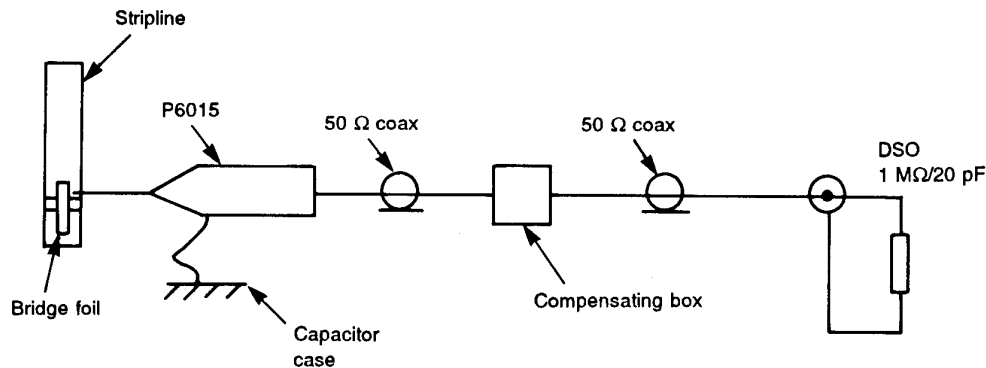 Stripline
P6015
50 Ω coax
50 Ω coax
DSO
1 MΩ/20 pF
Bridge foil
Capacitor
case
Compensating box